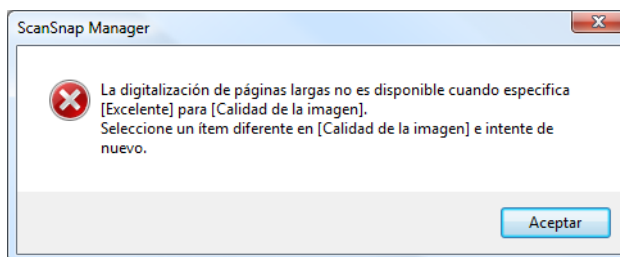 ScanSnap Manager
La digitalización de páginas largas no es disponible cuando especifica
[Excelente] para [Calidad de la imagen].
Seleccione un ítem diferente en [Calidad de la imagen] e intente de
nuevo.
Aceptar